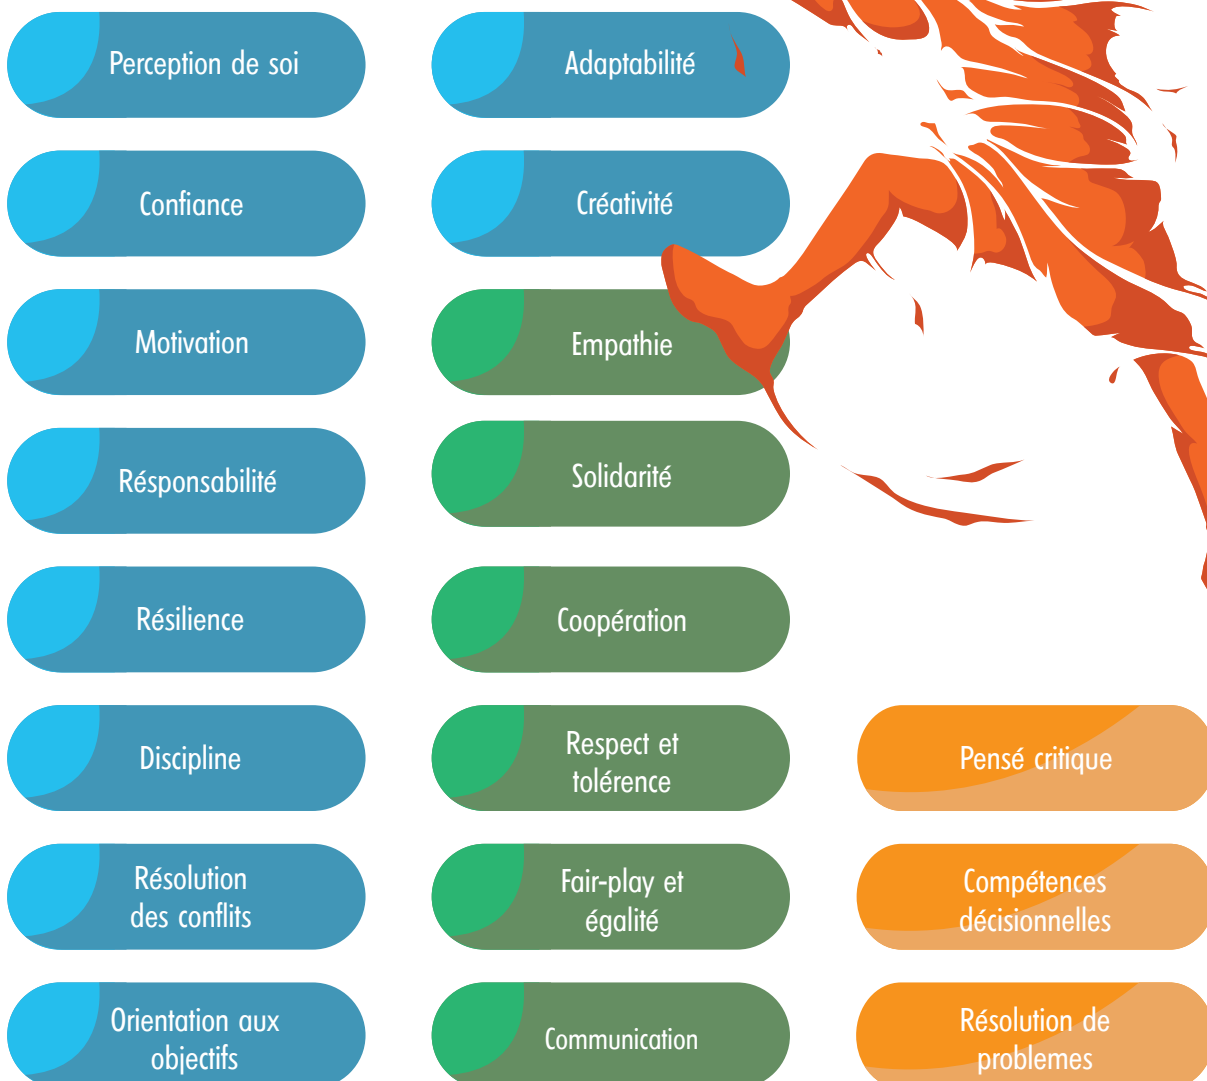 Perception de soi
Confiance
Motivation
Résponsabilité
Résilience
Discipline
Résolution
des conflits
Orientation aux
objectifs
Adaptabilité
Créativité
Empathie
Solidarité
Coopération
Respect et
tolérence
Fair-play et
égalité
Communication
Pensé critique
Compétences
décisionnelles
Résolution de
problemes